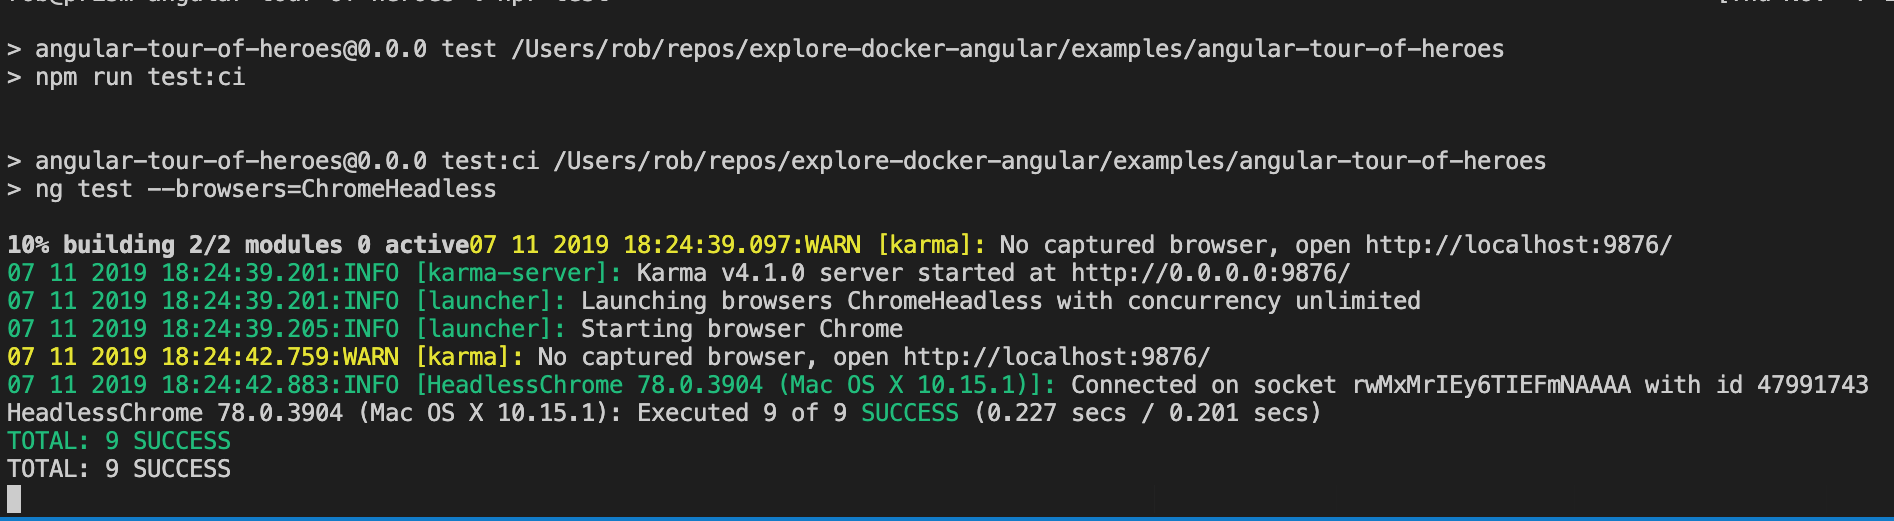 > angular-tour-of-heroes@0.0.0 test /Users/rob/repos/explore-docker-angular/examples/angular-tour-of-heroes
> npm run test:ci
> angular-tour-of-heroes@0.0.0 test:ci /Users/rob/repos/explore-docker-angular/examples/angular-tour-of-heroes
> ng test --browsers=ChromeHeadless
10% building 2/2 modules 0 active07 11 2019 18:24:39.097:WARN [karma]: No captured browser, open http://localhost:9876/
07 11 2019 18:24:39.201:INFO [karma-server]: Karma v4.1.0 server started at http://0.0.0.0:9876/
07 11 2019 18:24:39.201:INFO [launcher]: Launching browsers ChromeHeadless with concurrency unlimited
07 11 2019 18:24:39.205:INFO [launcher]: Starting browser Chrome
07 11 2019 18:24:42.759:WARN [karma]: No captured browser, open http://localhost:9876/
07 11 2019 18:24:42.883:INFO [HeadlessChrome 78.0.3904 (Mac OS X 10.15.1)]: Connected on socket rwMxMrIEy6TIEFmNAAAA with id 47991743
HeadlessChrome 78.0.3904 (Mac OS X 10.15.1): Executed 9 of 9 SUCCESS (0.227 secs / 0.201 secs)
TOTAL: 9 SUCCESS
TOTAL: 9 SUCCESS